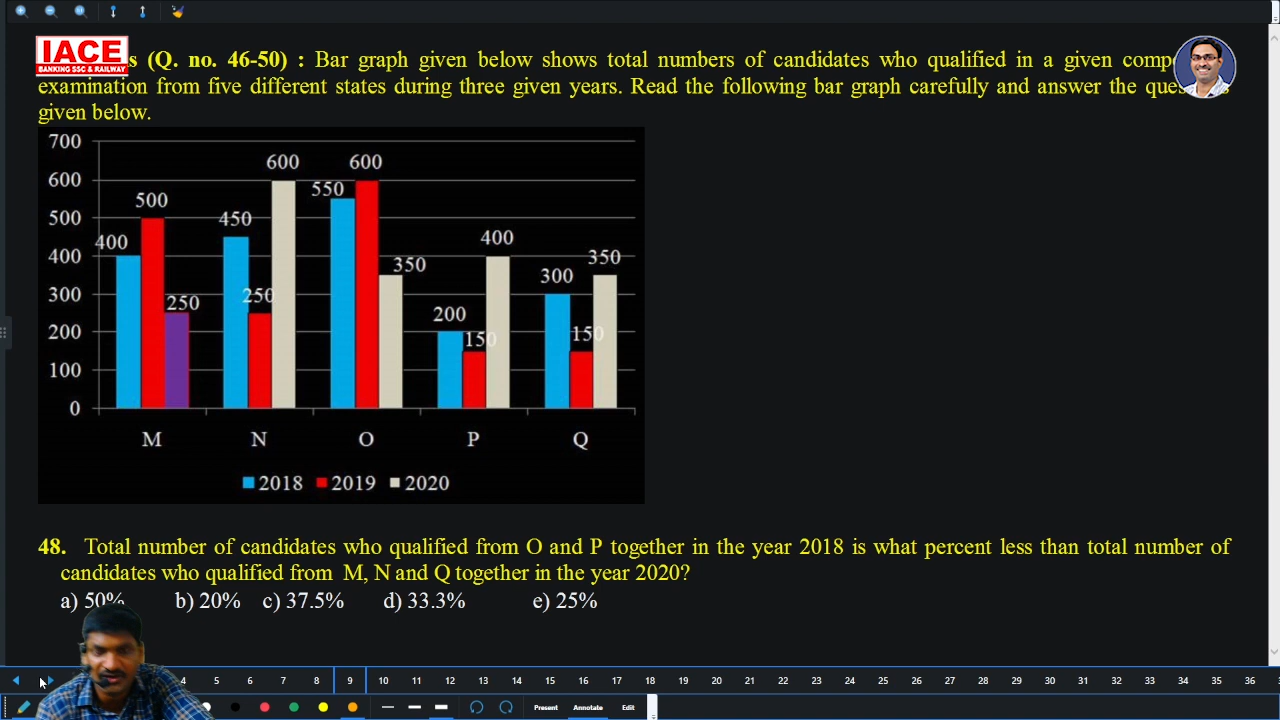 IACE
BANKING SSC & RAILWAY
(Q. no. 46-50) : Bar graph given below shows total numbers of candidates who qualified in a given
examination from five different states during three given years. Read the following bar graph carefully and answer the
given below.
700
600
500
400
300
200
100
0
400 500 250
450 250 600
550 600 350
200 150 400
300 150 350
M N O P Q
2018 2019 2020
48. Total number of candidates who qualified from O and P together in the year 2018 is what percent less than total number of
candidates who qualified from M, N and Q together in the year 2020?
a) 50% b) 20% c) 37.5% d) 33.3% e) 25%
4 5 6 7 8 9 10 11 12 13 14 15 16 17 18 19 20 21 22 23 24 25 26 27 28 29 30 31 32 33 34 35 36
Present Annotate Edit